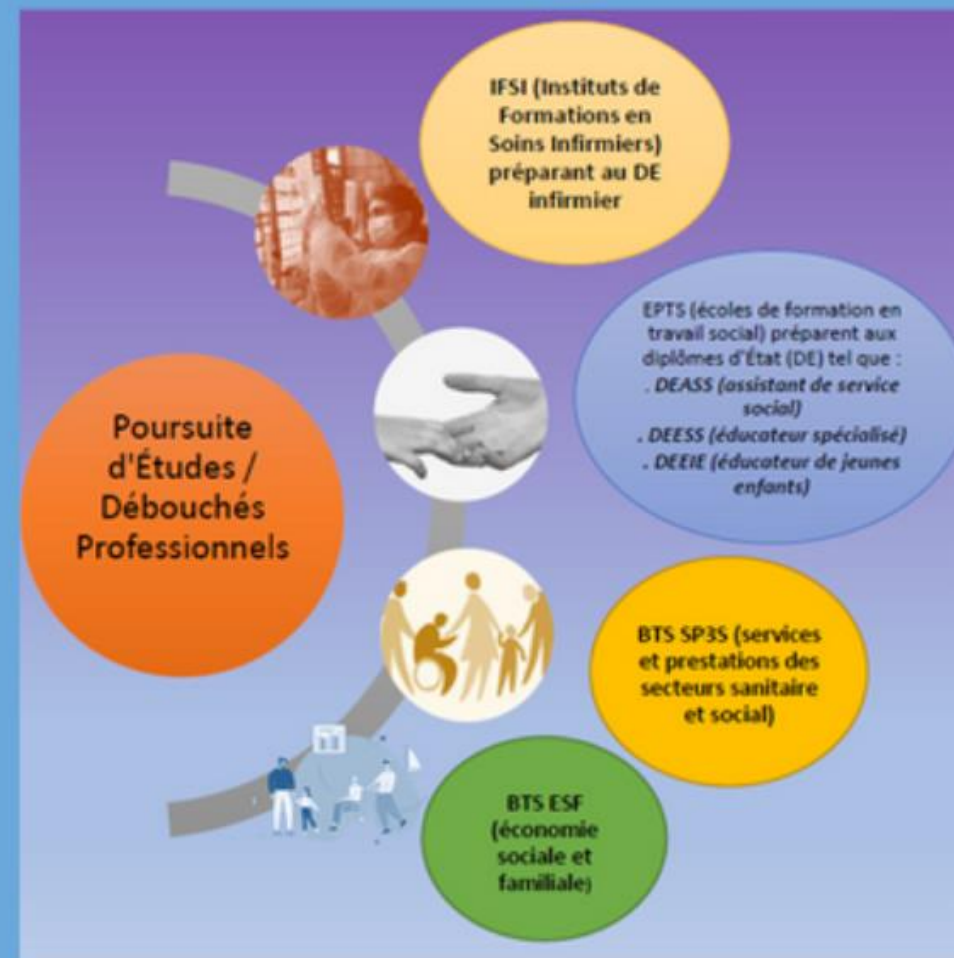 Poursuite
d'Études /
Débouchés
Professionnels
IFSI (Instituts de
Formations en
Soins Infirmiers)
préparant au DE
infirmier
EPTS (écoles de formation en
travail social) préparent aux
diplômes d'État (DE) tel que :
. DEASS (assistant de service
social)
. DEESS (éducateur spécialisé)
. DEEIE (éducateur de jeunes
enfants)
BTS SP3S (services
et prestations des
secteurs sanitaire
et social)
BTS ESF
(économie
sociale et
familiale)